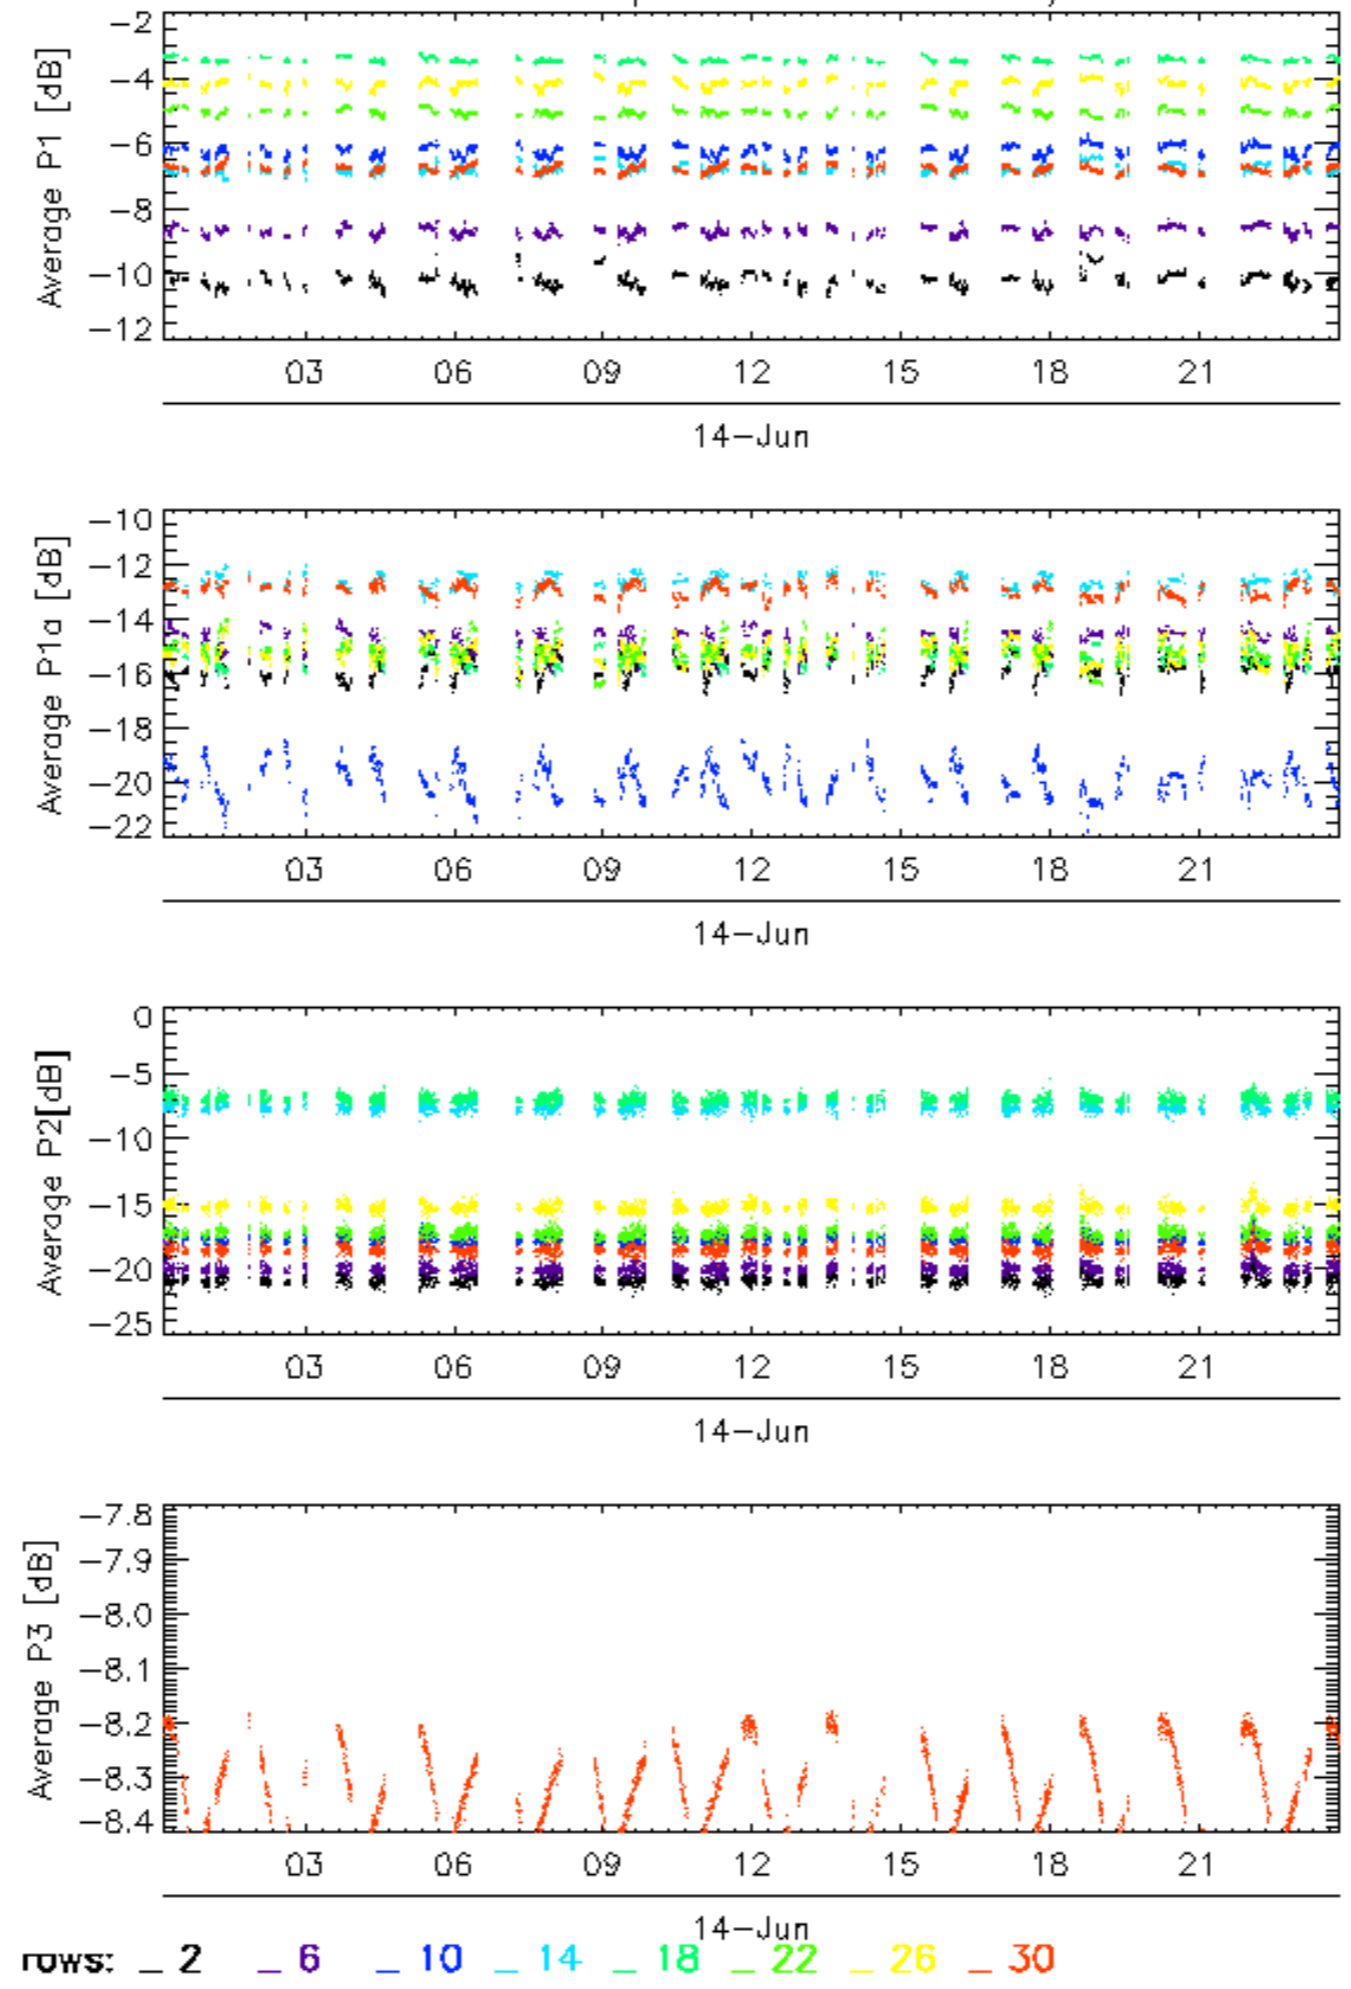 Average P1 [dB]
-2
-4
-6
-8
-10
-12
03 06 09 12 15 18 21
14-Jun
Average P1a [dB]
-10
-12
-14
-16
-18
-20
-22
03 06 09 12 15 18 21
14-Jun
Average P2[dB]
0
-5
-10
-15
-20
-25
03 06 09 12 15 18 21
14-Jun
Average P3 [dB]
-7.8
-7.9
-8.0
-8.1
-8.2
-8.3
-8.4
03 06 09 12 15 18 21
14-Jun
rows: _ 2 _ 6 _ 10 _ 14 _ 18 _ 22 _ 26 _ 30